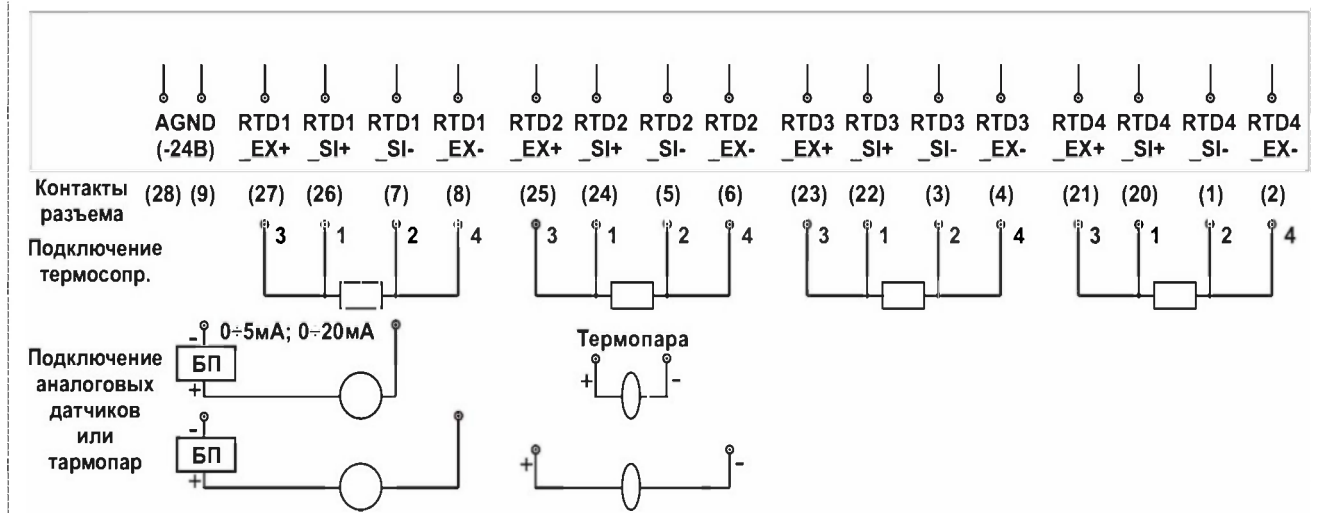 AGND RTD1 RTD1 RTD1 RTD1 RTD2 RTD2 RTD2 RTD2 RTD3 RTD3 RTD3 RTD3 RTD4 RTD4 RTD4 RTD4
(-24В) _EX+ _SI+ _SI- _EX- _EX+ _SI+ _SI- _EX- _EX+ _SI+ _SI- _EX- _EX+ _SI+ _SI- _EX-
Контакты (28) (9) (27) (26) (7) (8) (25) (24) (5) (6) (23) (22) (3) (4) (21) (20) (1) (2)
разъема
3 1 2 4 3 1 2 4 3 1 2 4 3 1 2 4
Подключение
термосопр.
- 0÷5мА; 0÷20мА
Термопара
Подключение
БП
+ -
аналоговых
+
датчиков
-
или
БП
тармопар
+ -
+